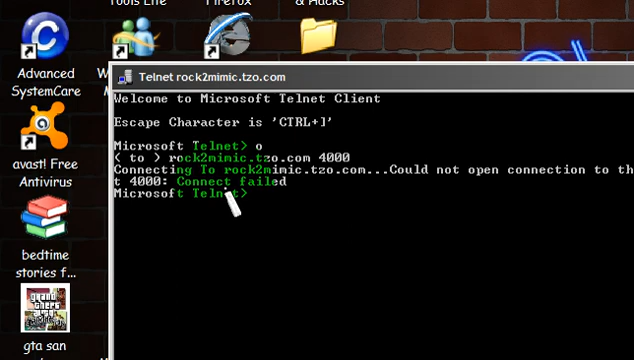 Tools Life
Firefox
& Hacks
Advanced
SystemCare
W
avast! Free
Antivirus
bedtime
stories f...
gta san
Telnet rock2mimic.tzo.com
Welcome to Microsoft Telnet Client
Escape Character is 'CTRL+]'
Microsoft Telnet> o
( to ) rock2mimic.tzo.com 4000
Connecting To rock2mimic.tzo.com...Could not open connection to th
t 4000: Connect failed
Microsoft Telnet>